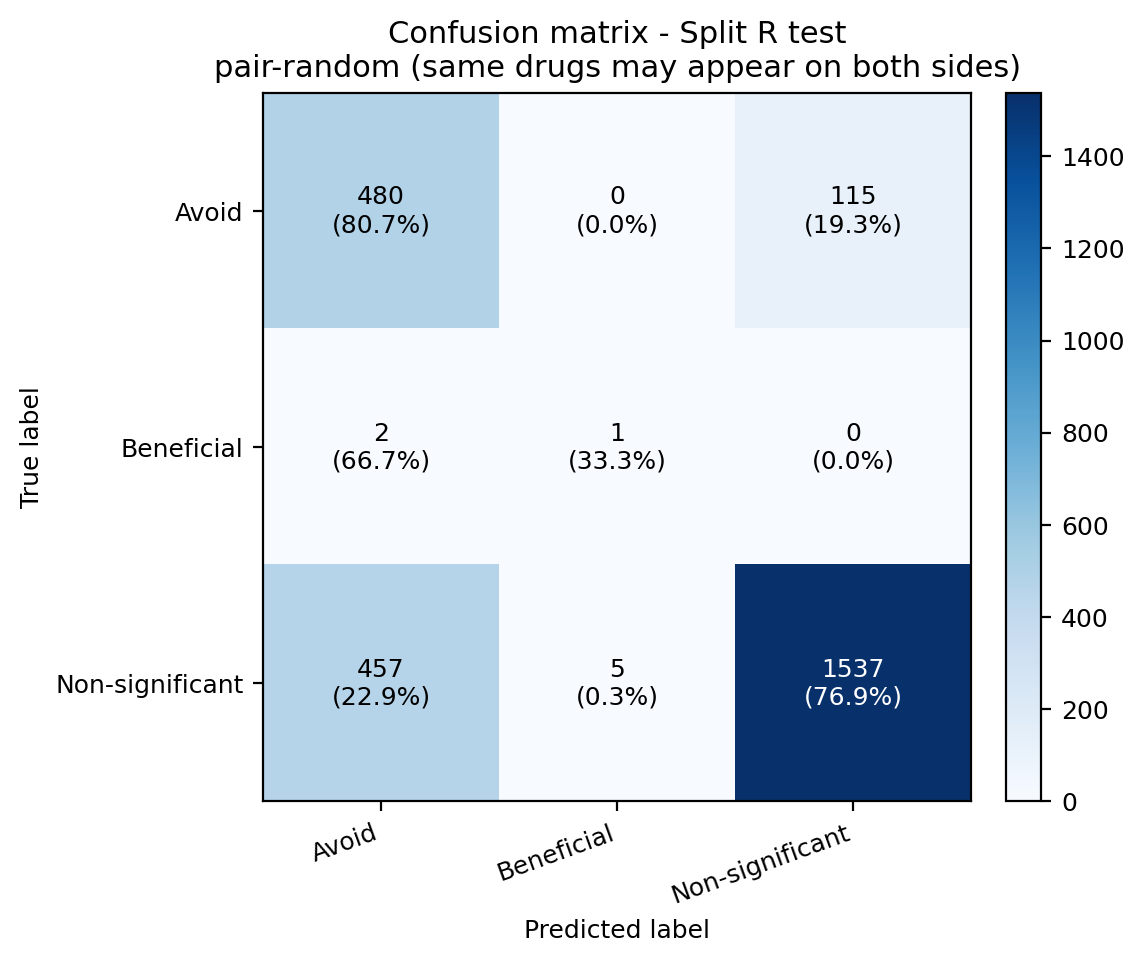 Confusion matrix - Split R test
pair-random (same drugs may appear on both sides)
True label
Avoid
480
(80.7%)
0
(0.0%)
115
(19.3%)
Beneficial
2
(66.7%)
1
(33.3%)
0
(0.0%)
Non-significant
457
(22.9%)
5
(0.3%)
1537
(76.9%)
Avoid
Beneficial
Non-significant
Predicted label
1400
1200
1000
800
600
400
200
0